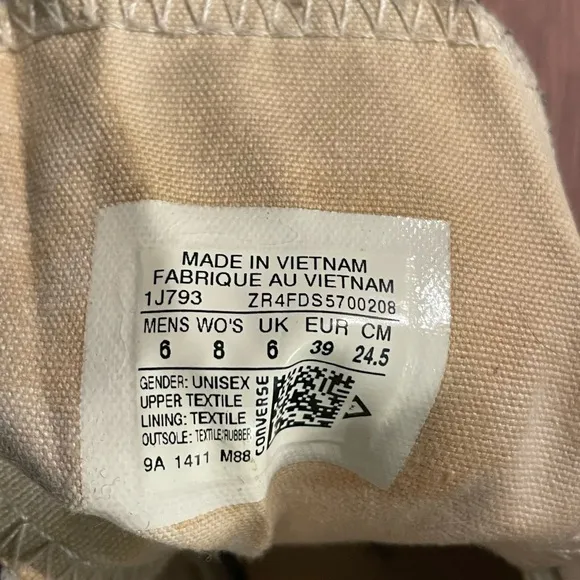 MADE IN VIETNAM
FABRIQUE AU VIETNAM
1J793 ZR4FDS5700208
MENS WO'S UK EUR CM
6 8 6 39 24.5
GENDER: UNISEX
UPPER TEXTILE
LINING: TEXTILE
OUTSOLE: TEXTILE/RUBBER
9A 1411 M88
CONVERSE